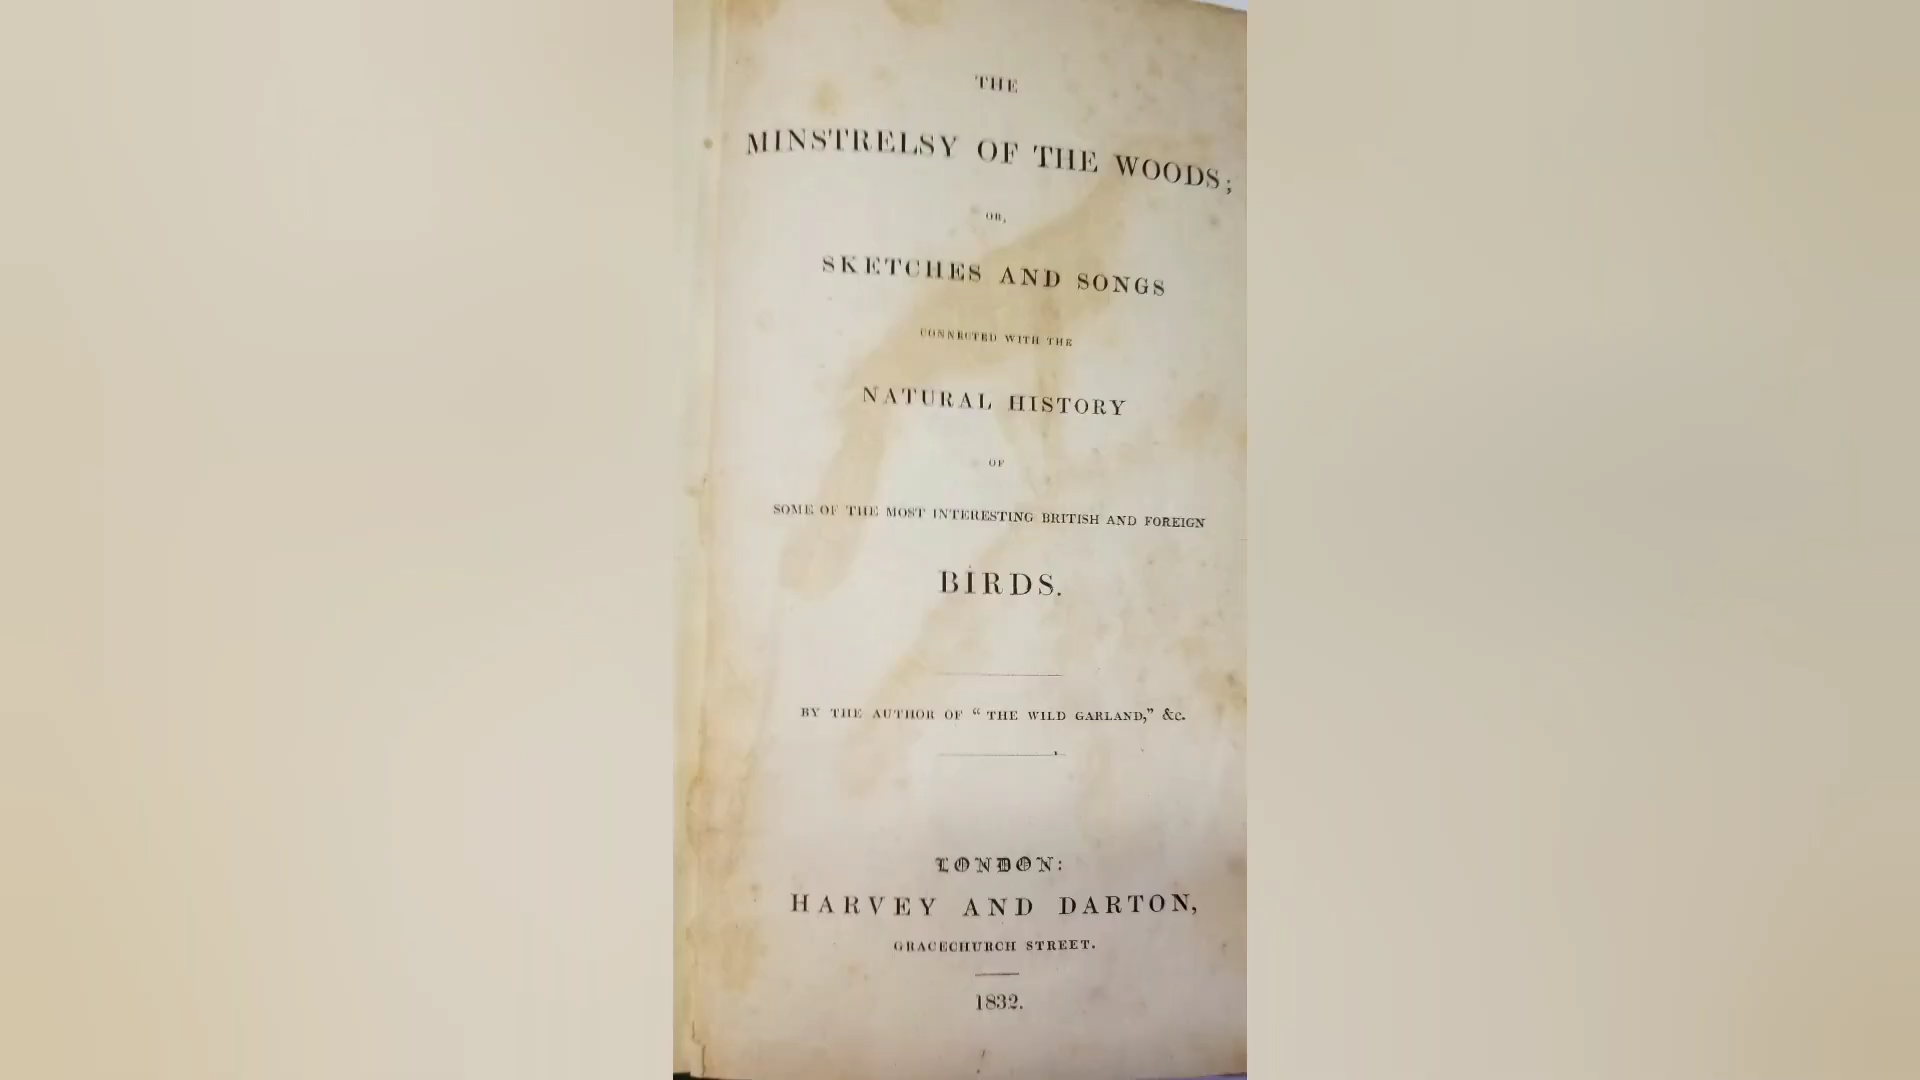 THE
MINSTRELSY OF THE WOODS;
OR,
SKETCHES AND SONGS
CONNECTED WITH THE
NATURAL HISTORY
OF
SOME OF THE MOST INTERESTING BRITISH AND FOREIGN
BIRDS.
BY THE AUTHOR OF “ THE WILD GARLAND,” &c.
LONDON:
HARVEY AND DARTON,
GRACECHURCH STREET.
1832.